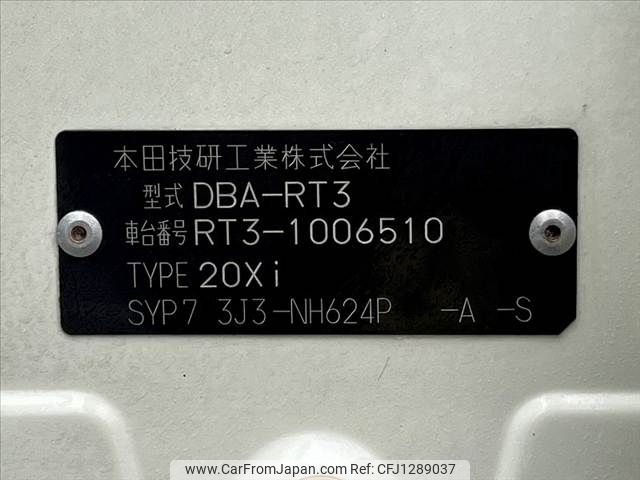 本田技研工業株式会社
型式 DBA-RT3
車台番号 RT3-1006510
TYPE 20Xi
SYP7 3J3-NH624P -A -S
www.CarFromJapan.com | Ref:No. CFJ1289037